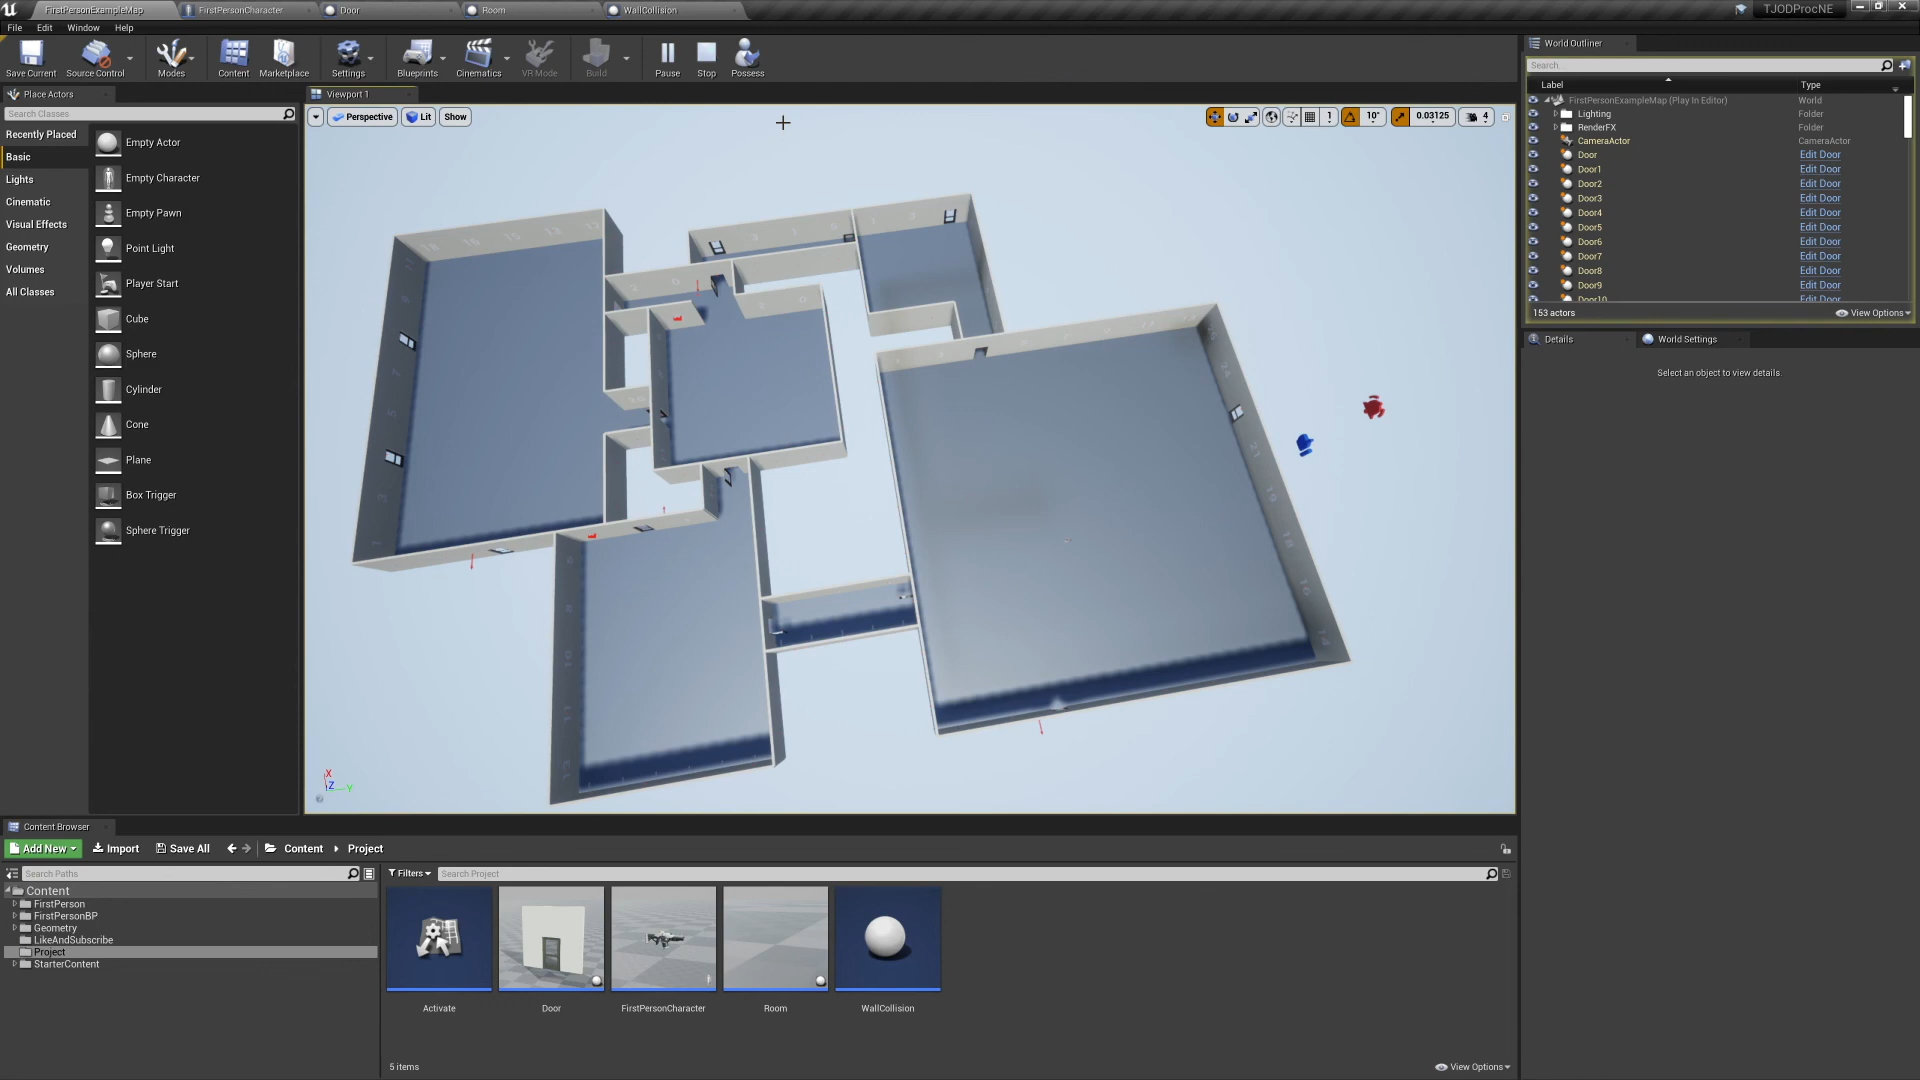 FirstPersonExampleMap
FirstPersonCharacter
Door
Room
WallCollision
TJODProcNE
File Edit Window Help
Save Current
Source Control
Modes
Content
Marketplace
Settings
Blueprints
Cinematics
VR Mode
Build
Pause
Stop
Possess
Place Actors
Search Classes
Recently Placed
Basic
Lights
Cinematic
Visual Effects
Geometry
Volumes
All Classes
Empty Actor
Empty Character
Empty Pawn
Point Light
Player Start
Cube
Sphere
Cylinder
Cone
Plane
Box Trigger
Sphere Trigger
Viewport 1
Perspective
Lit
Show
1
10°
0.03125
4
X
Z
Y
World Outliner
Search...
Label Type
FirstPersonExampleMap (Play In Editor) World
Lighting Folder
RenderFX Folder
CameraActor CameraActor
Door Edit Door
Door1 Edit Door
Door2 Edit Door
Door3 Edit Door
Door4 Edit Door
Door5 Edit Door
Door6 Edit Door
Door7 Edit Door
Door8 Edit Door
Door9 Edit Door
Door10 Edit Door
153 actors
View Options
Details
World Settings
Select an object to view details.
Content Browser
Add New
Import
Save All
Content
Project
Search Paths
Content
FirstPerson
FirstPersonBP
Geometry
LikeAndSubscribe
Project
StarterContent
Filters
Search Project
Activate
Door
FirstPersonCharacter
Room
WallCollision
5 items
View Options